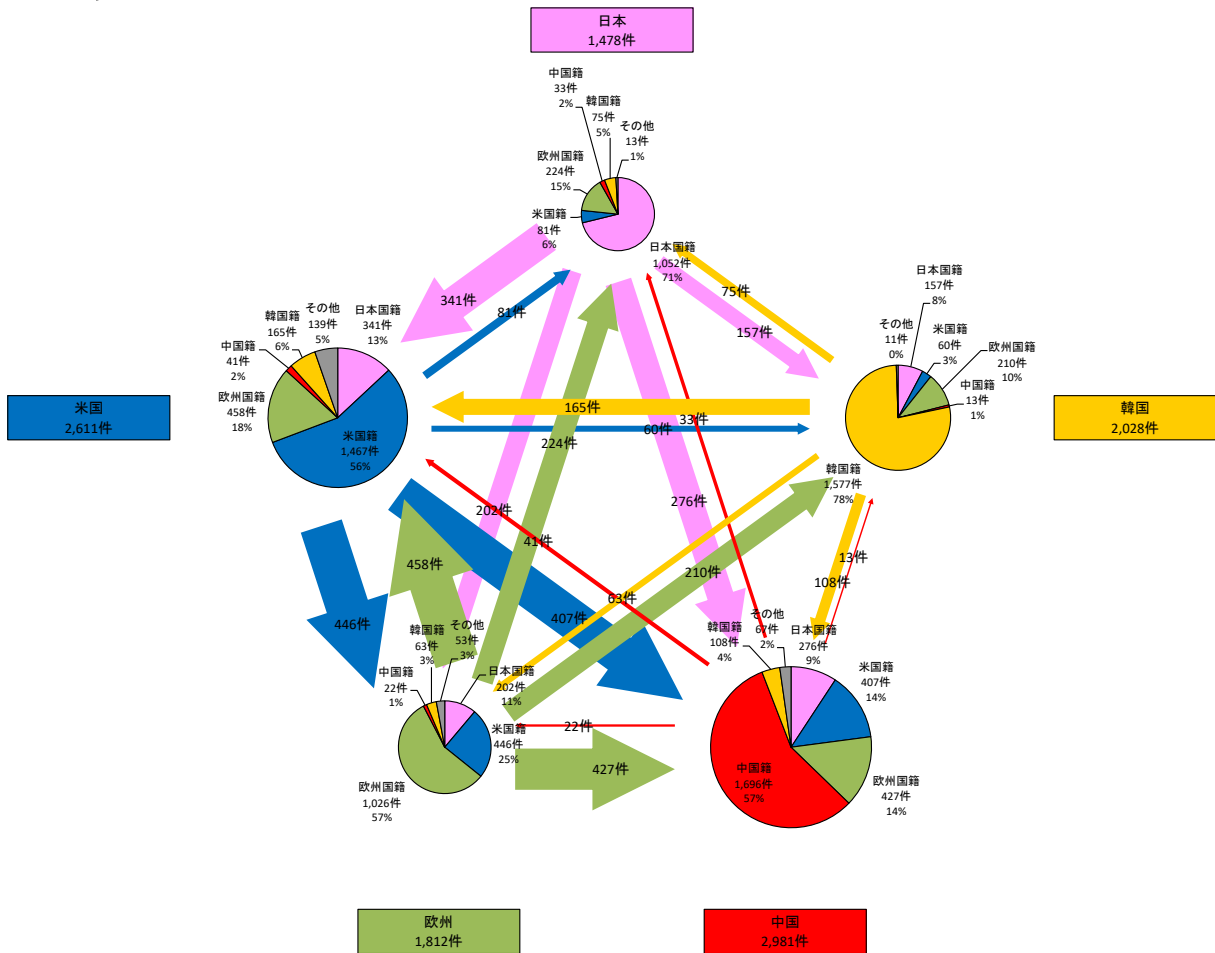 日本
1,478件
中国籍
33件
2%
韓国籍
75件
5%
その他
13件
1%
欧州国籍
224件
15%
米国籍
81件
6%
日本国籍
1,052件
71%
341件
81件
75件
157件
米国
2,611件
韓国籍
165件
6%
その他
139件
5%
日本国籍
341件
13%
中国籍
41件
2%
欧州国籍
458件
18%
米国籍
1,467件
56%
韓国
2,028件
日本国籍
157件
8%
その他
11件
0%
米国籍
60件
3%
欧州国籍
210件
10%
中国籍
13件
1%
韓国籍
1,577件
78%
165件
33件
60件
224件
202件
276件
41件
458件
210件
13件
108件
63件
407件
446件
22件
427件
韓国籍
63件
3%
その他
53件
3%
日本国籍
202件
11%
中国籍
22件
1%
米国籍
446件
25%
欧州国籍
1,026件
57%
韓国籍
108件
4%
その他
67件
2%
日本国籍
276件
9%
米国籍
407件
14%
欧州国籍
427件
14%
中国籍
1,696件
57%
欧州
1,812件
中国
2,981件